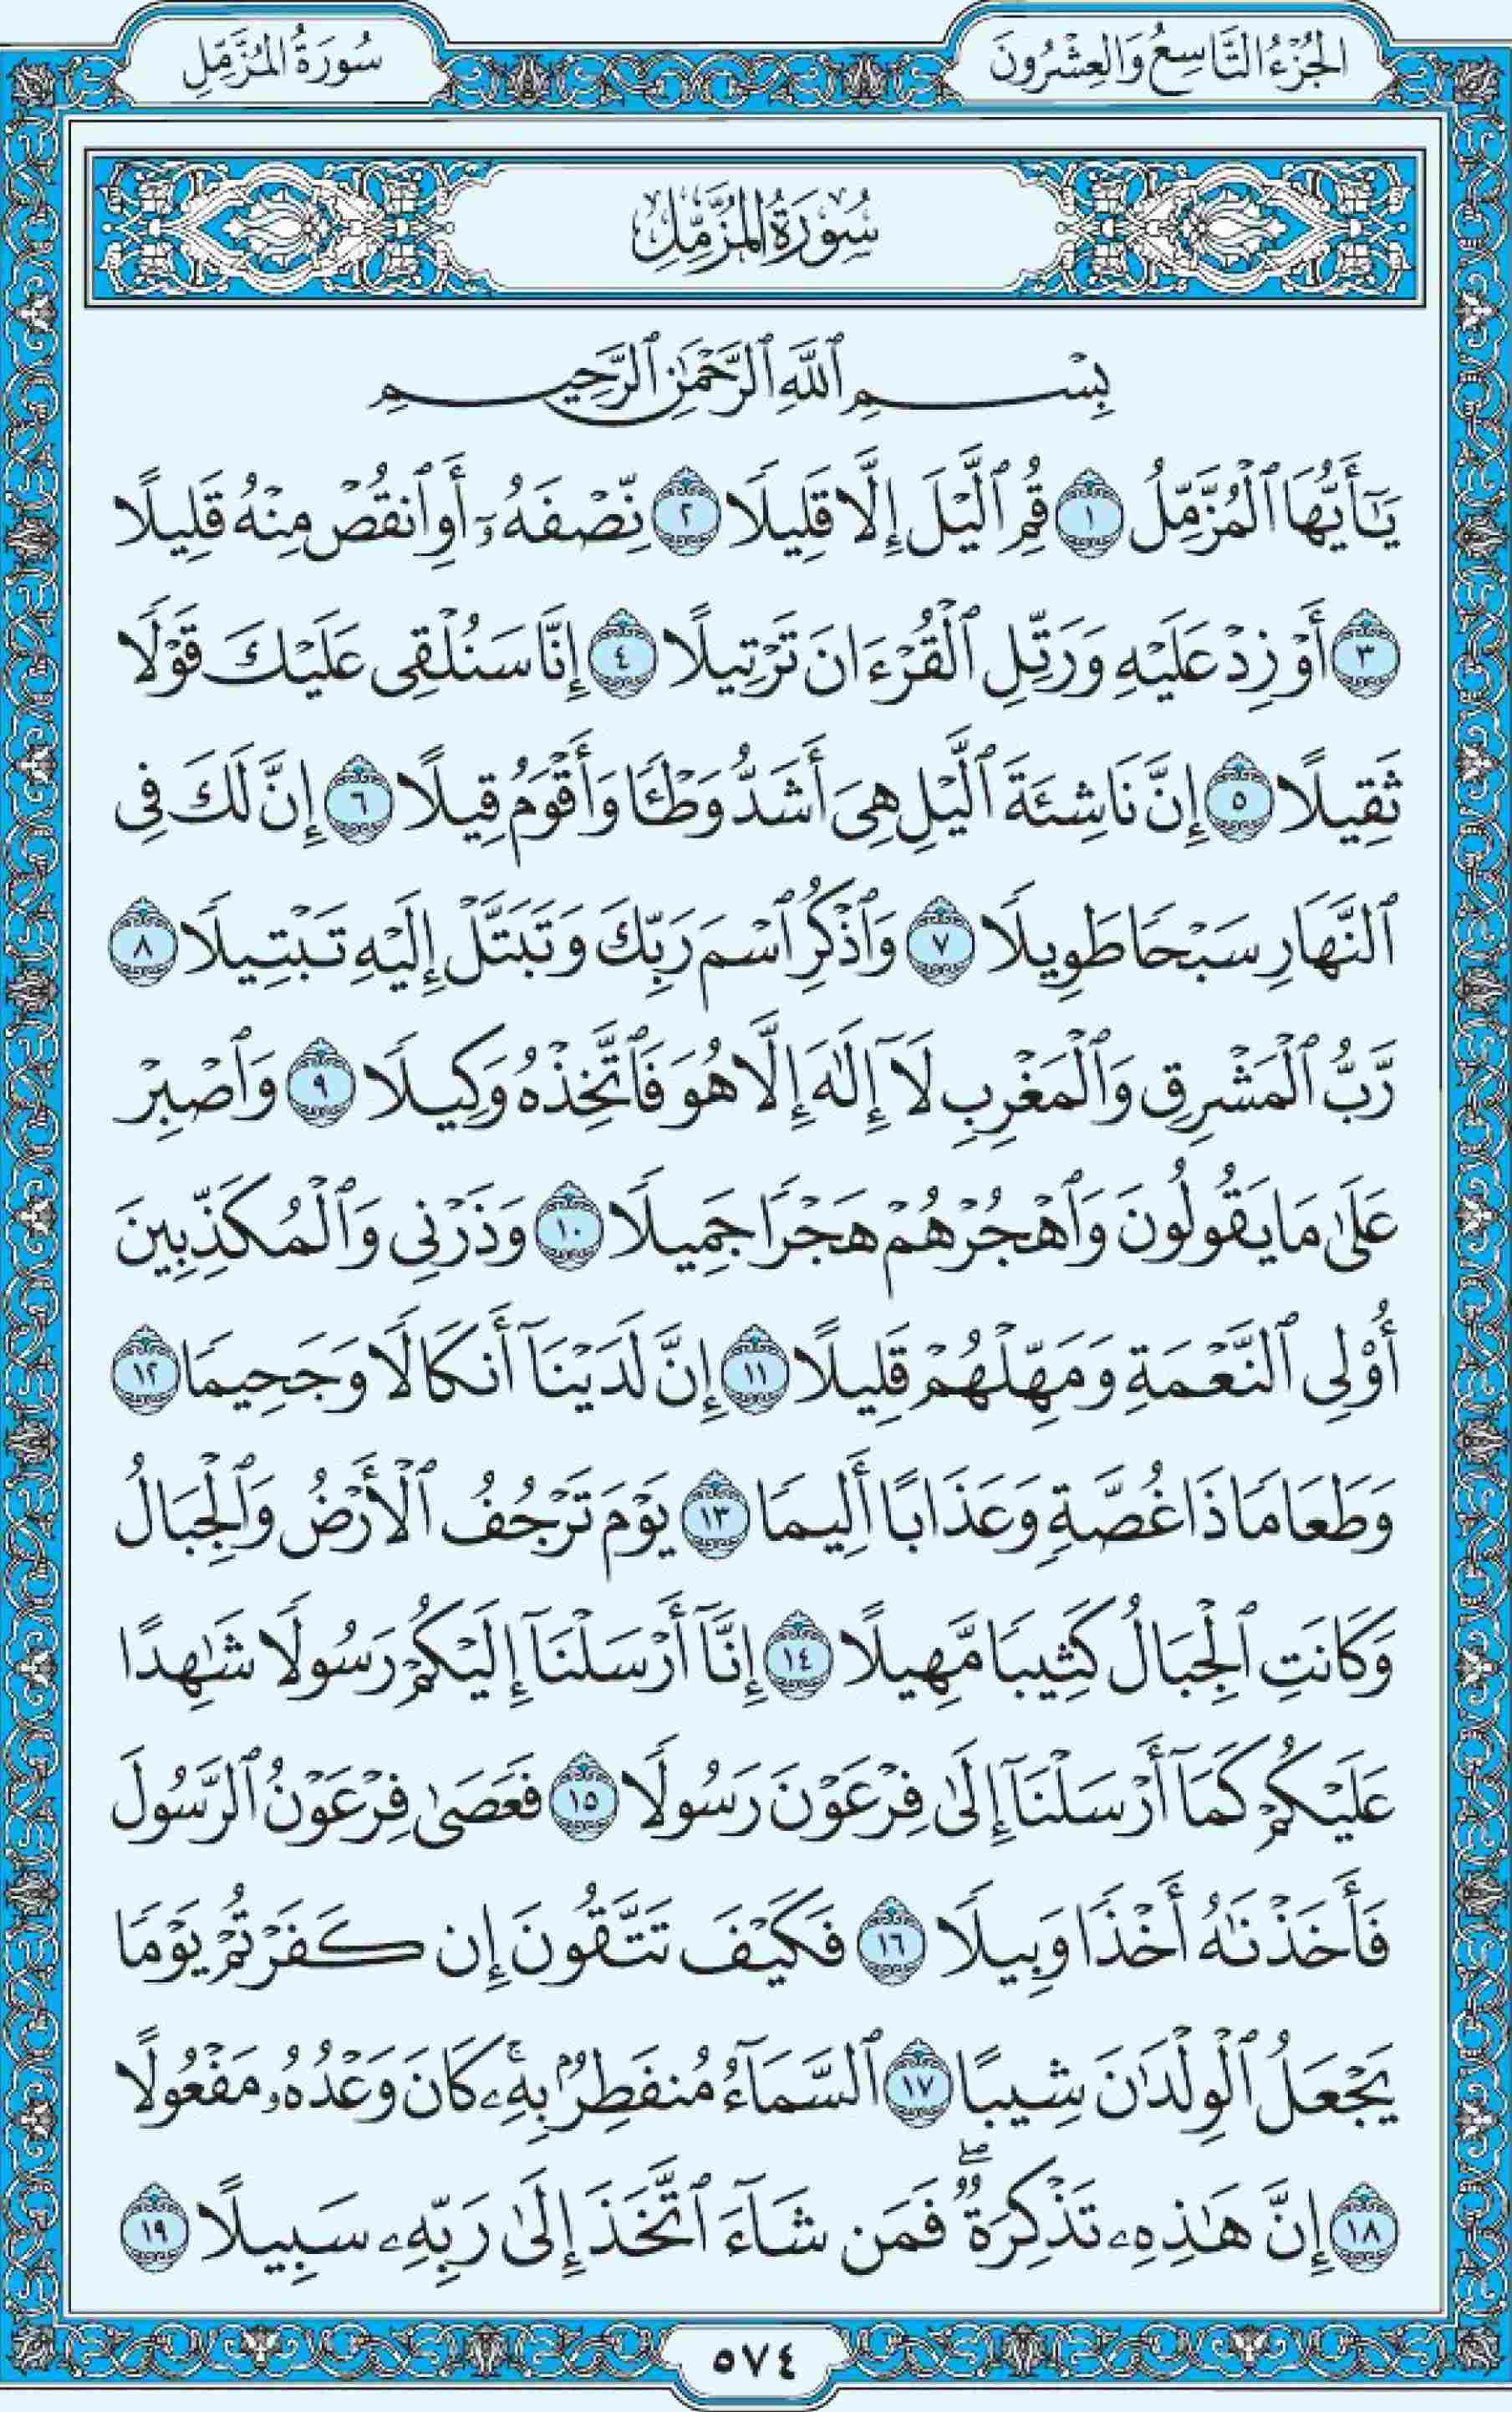 الجُزْءُ التَّاسِعُ وَالعِشْرُونَ
سُورَةُ المُزَّمِّلِ
سُورَةُ المُزَّمِّلِ
بِسْمِ ٱللَّهِ ٱلرَّحْمَٰنِ ٱلرَّحِيمِ
يَٰٓأَيُّهَا ٱلْمُزَّمِّلُ ١ قُمِ ٱلَّيْلَ إِلَّا قَلِيلًا ٢ نِّصْفَهُۥٓ أَوِ ٱنقُصْ مِنْهُ قَلِيلًا
٣ أَوْ زِدْ عَلَيْهِ وَرَتِّلِ ٱلْقُرْءَانَ تَرْتِيلًا ٤ إِنَّا سَنُلْقِى عَلَيْكَ قَوْلًا
ثَقِيلًا ٥ إِنَّ نَاشِئَةَ ٱلَّيْلِ هِىَ أَشَدُّ وَطْـًٔا وَأَقْوَمُ قِيلًا ٦ إِنَّ لَكَ فِى
ٱلنَّهَارِ سَبْحًا طَوِيلًا ٧ وَٱذْكُرِ ٱسْمَ رَبِّكَ وَتَبَتَّلْ إِلَيْهِ تَبْتِيلًا ٨
رَّبُّ ٱلْمَشْرِقِ وَٱلْمَغْرِبِ لَآ إِلَٰهَ إِلَّا هُوَ فَٱتَّخِذْهُ وَكِيلًا ٩ وَٱصْبِرْ
عَلَىٰ مَا يَقُولُونَ وَٱهْجُرْهُمْ هَجْرًا جَمِيلًا ١٠ وَذَرْنِى وَٱلْمُكَذِّبِينَ
أُو۟لِى ٱلنَّعْمَةِ وَمَهِّلْهُمْ قَلِيلًا ١١ إِنَّ لَدَيْنَآ أَنكَالًا وَجَحِيمًا ١٢
وَطَعَامًا ذَا غُصَّةٍ وَعَذَابًا أَلِيمًا ١٣ يَوْمَ تَرْجُفُ ٱلْأَرْضُ وَٱلْجِبَالُ
وَكَانَتِ ٱلْجِبَالُ كَثِيبًا مَّهِيلًا ١٤ إِنَّآ أَرْسَلْنَآ إِلَيْكُمْ رَسُولًا شَٰهِدًا
عَلَيْكُمْ كَمَآ أَرْسَلْنَآ إِلَىٰ فِرْعَوْنَ رَسُولًا ١٥ فَعَصَىٰ فِرْعَوْنُ ٱلرَّسُولَ
فَأَخَذْنَٰهُ أَخْذًا وَبِيلًا ١٦ فَكَيْفَ تَتَّقُونَ إِن كَفَرْتُمْ يَوْمًا
يَجْعَلُ ٱلْوِلْدَٰنَ شِيبًا ١٧ ٱلسَّمَآءُ مُنفَطِرٌۢ بِهِۦۚ كَانَ وَعْدُهُۥ مَفْعُولًا
١٨ إِنَّ هَٰذِهِۦ تَذْكِرَةٌۖ فَمَن شَآءَ ٱتَّخَذَ إِلَىٰ رَبِّهِۦ سَبِيلًا ١٩
٥٧٤